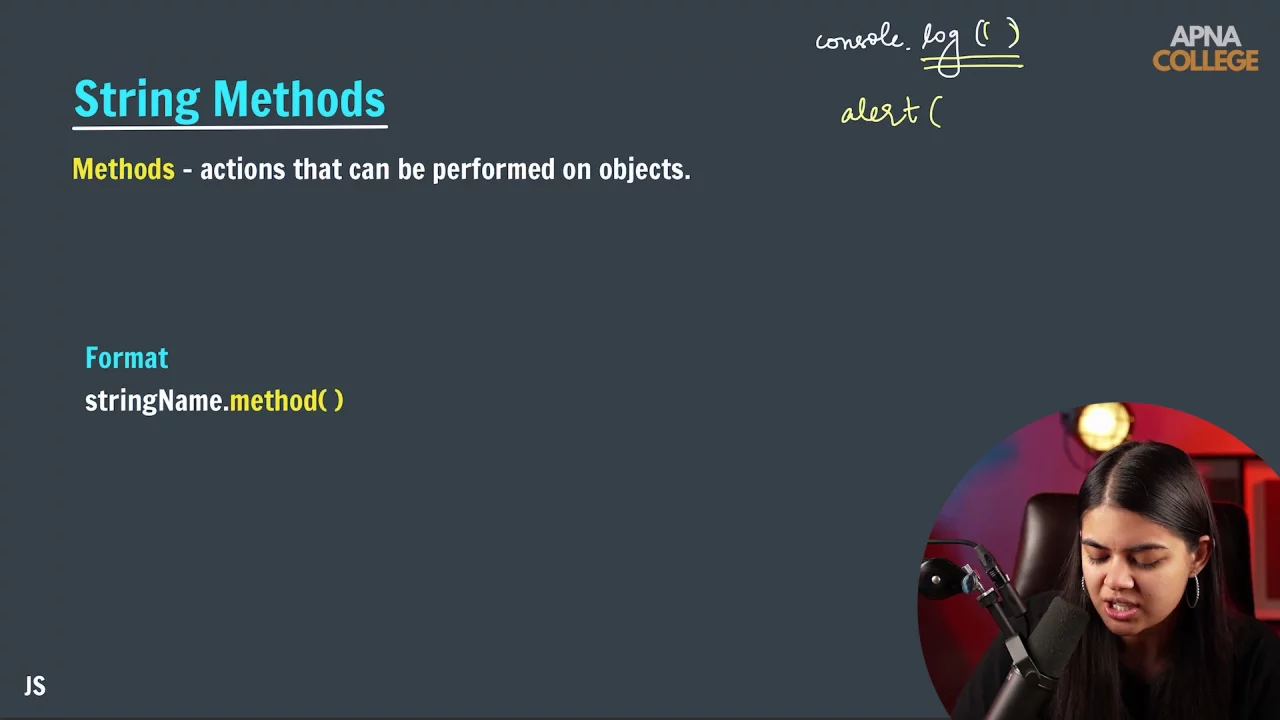 console.log(( )
alert(
APNA
COLLEGE
String Methods
Methods - actions that can be performed on objects.
Format
stringName.method( )
JS